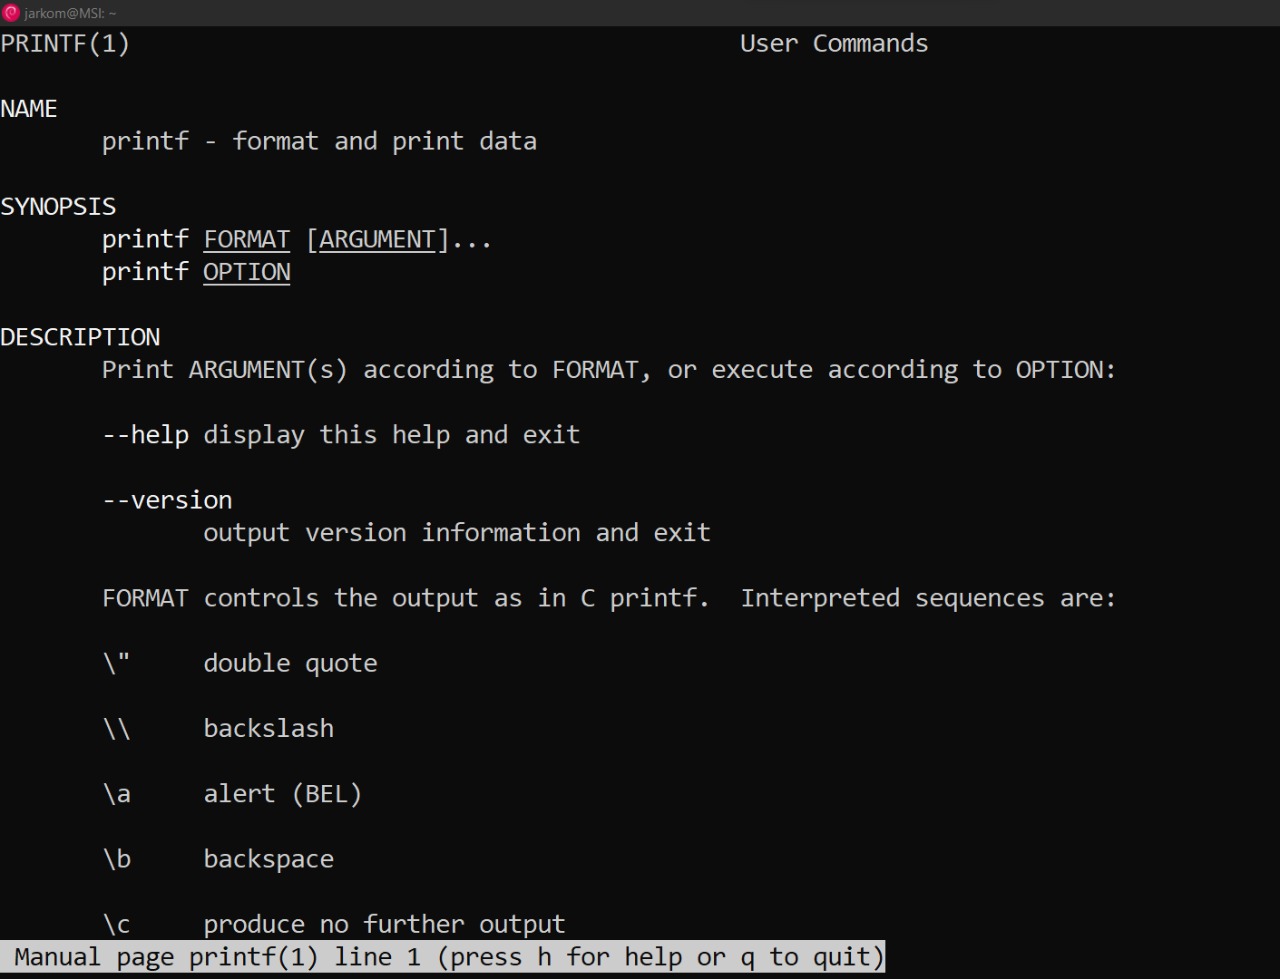 jarkom@MSI: ~
PRINTF(1) User Commands
NAME
printf - format and print data
SYNOPSIS
printf FORMAT [ARGUMENT]...
printf OPTION
DESCRIPTION
Print ARGUMENT(s) according to FORMAT, or execute according to OPTION:
--help display this help and exit
--version
output version information and exit
FORMAT controls the output as in C printf.  Interpreted sequences are:
\" double quote
\\ backslash
\a alert (BEL)
\b backspace
\c produce no further output
Manual page printf(1) line 1 (press h for help or q to quit)